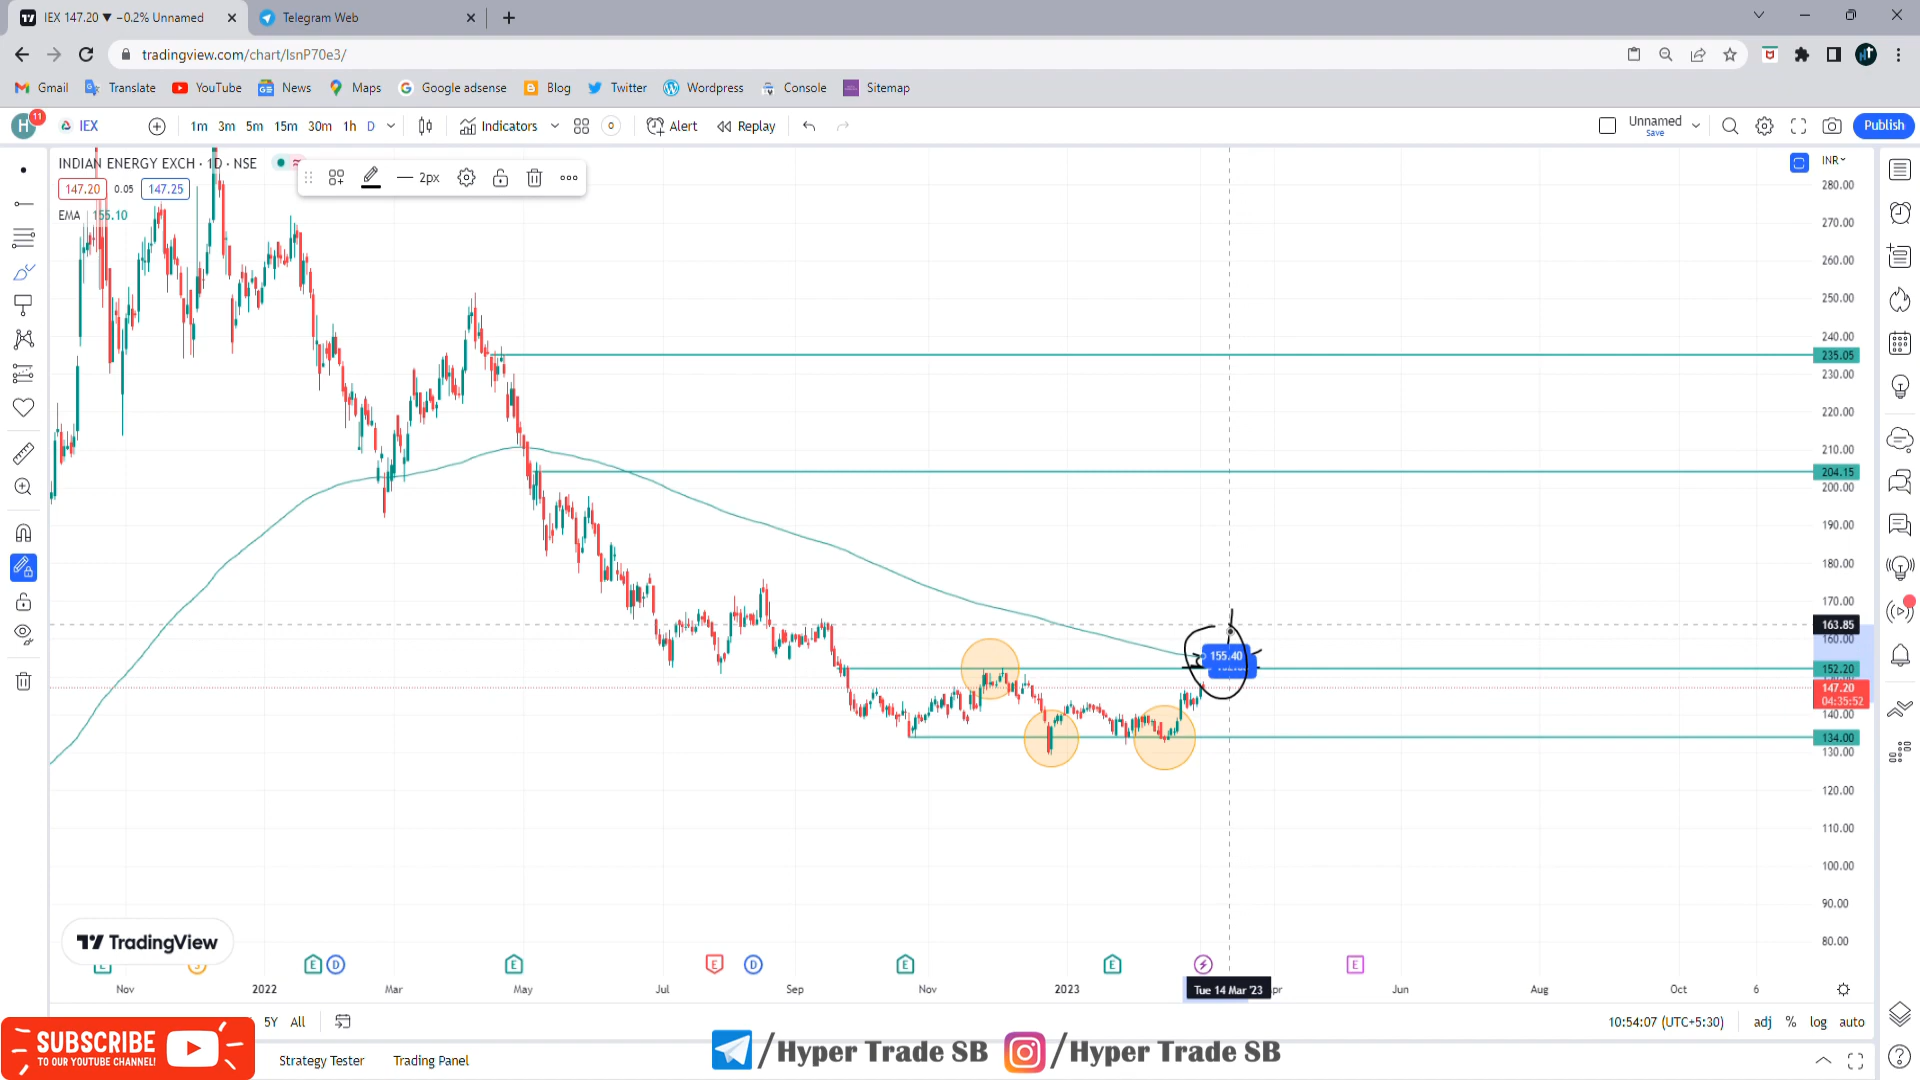 IEX 147.20 ▼ −0.2% Unnamed
Telegram Web
tradingview.com/chart/lsnP70e3/
Gmail Translate YouTube News Maps Google adsense Blog Twitter Wordpress Console Sitemap
H 11 IEX 1m 3m 5m 15m 30m 1h D Indicators Alert Replay Unnamed Save Publish
INDIAN ENERGY EXCH · 1D · NSE
2px
INR
147.20 0.05 147.25
EMA 155.10
280.00
270.00
260.00
250.00
240.00
235.05
230.00
220.00
210.00
204.15
200.00
190.00
180.00
170.00
163.85
160.00
155.40
152.20
147.20
04:35:52
140.00
134.00
130.00
120.00
110.00
100.00
90.00
80.00
TradingView
E D E E D E E E
Nov 2022 Mar May Jul Sep Nov 2023 Tue 14 Mar '23 pr Jun Aug Oct 6
5Y All
10:54:07 (UTC+5:30) adj % log auto
SUBSCRIBE
TO OUR YOUTUBE CHANNEL!
Strategy Tester Trading Panel
/Hyper Trade SB /Hyper Trade SB